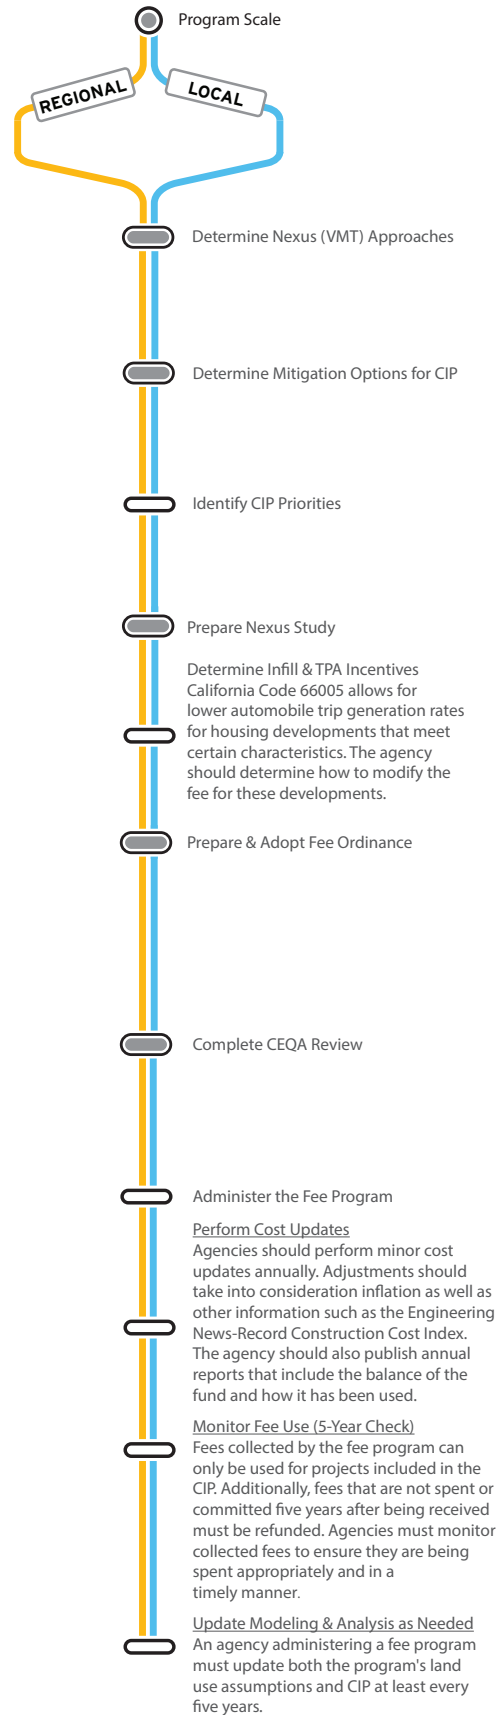 Program Scale
REGIONAL
LOCAL
Determine Nexus (VMT) Approaches
Determine Mitigation Options for CIP
Identify CIP Priorities
Prepare Nexus Study
Determine Infill & TPA Incentives
California Code 66005 allows for
lower automobile trip generation rates
for housing developments that meet
certain characteristics. The agency
should determine how to modify the
fee for these developments.
Prepare & Adopt Fee Ordinance
Complete CEQA Review
Administer the Fee Program
Perform Cost Updates
Agencies should perform minor cost
updates annually. Adjustments should
take into consideration inflation as well as
other information such as the Engineering
News-Record Construction Cost Index.
The agency should also publish annual
reports that include the balance of the
fund and how it has been used.
Monitor Fee Use (5-Year Check)
Fees collected by the fee program can
only be used for projects included in the
CIP. Additionally, fees that are not spent or
committed five years after being received
must be refunded. Agencies must monitor
collected fees to ensure they are being
spent appropriately and in a
timely manner.
Update Modeling & Analysis as Needed
An agency administering a fee program
must update both the program's land
use assumptions and CIP at least every
five years.